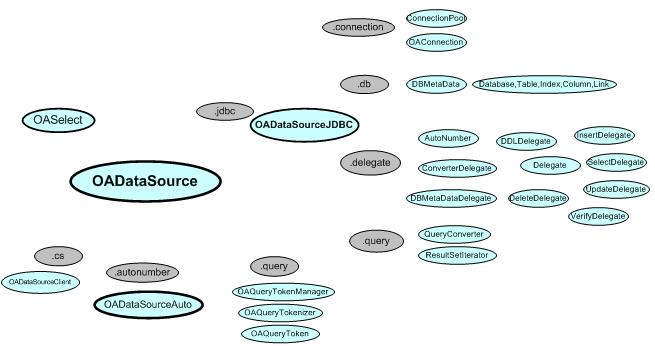 .connection
ConnectionPool
OAConnection
.db
DBMetaData
Database,Table,Index,Column,Link
OASelect
.jdbc
OADataSourceJDBC
.delegate
AutoNumber
DDLDelegate
InsertDelegate
ConverterDelegate
Delegate
SelectDelegate
DBMetaDataDelegate
DeleteDelegate
UpdateDelegate
VerifyDelegate
OADataSource
.query
QueryConverter
ResultSetIterator
.cs
OADataSourceClient
.autonumber
OADataSourceAuto
.query
OAQueryTokenManager
OAQueryTokenizer
OAQueryToken